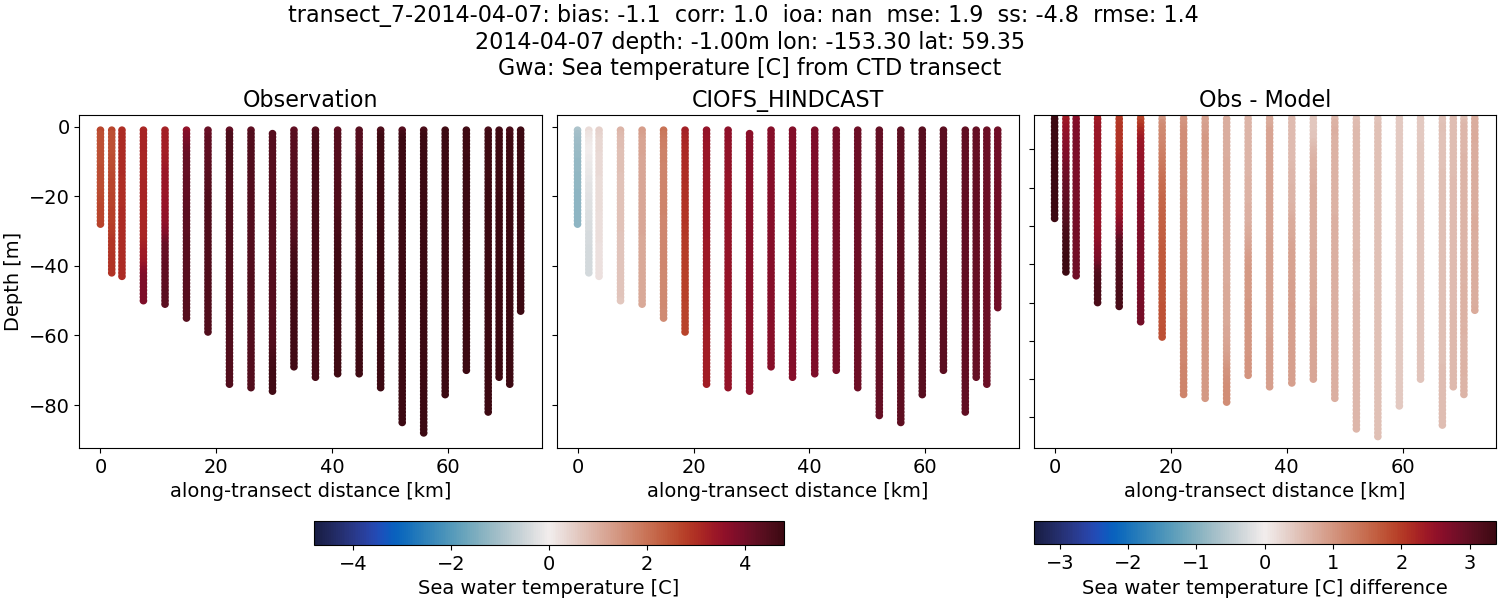 transect_7-2014-04-07: bias: -1.1  corr: 1.0  ioa: nan  mse: 1.9  ss: -4.8  rmse: 1.4
2014-04-07 depth: -1.00m lon: -153.30 lat: 59.35
Gwa: Sea temperature [C] from CTD transect
Observation
CIOFS_HINDCAST
Obs - Model
Depth [m]
0
−20
−40
−60
−80
0 20 40 60
0 20 40 60
0 20 40 60
along-transect distance [km]
along-transect distance [km]
along-transect distance [km]
−4 −2 0 2 4
Sea water temperature [C]
−3 −2 −1 0 1 2 3
Sea water temperature [C] difference